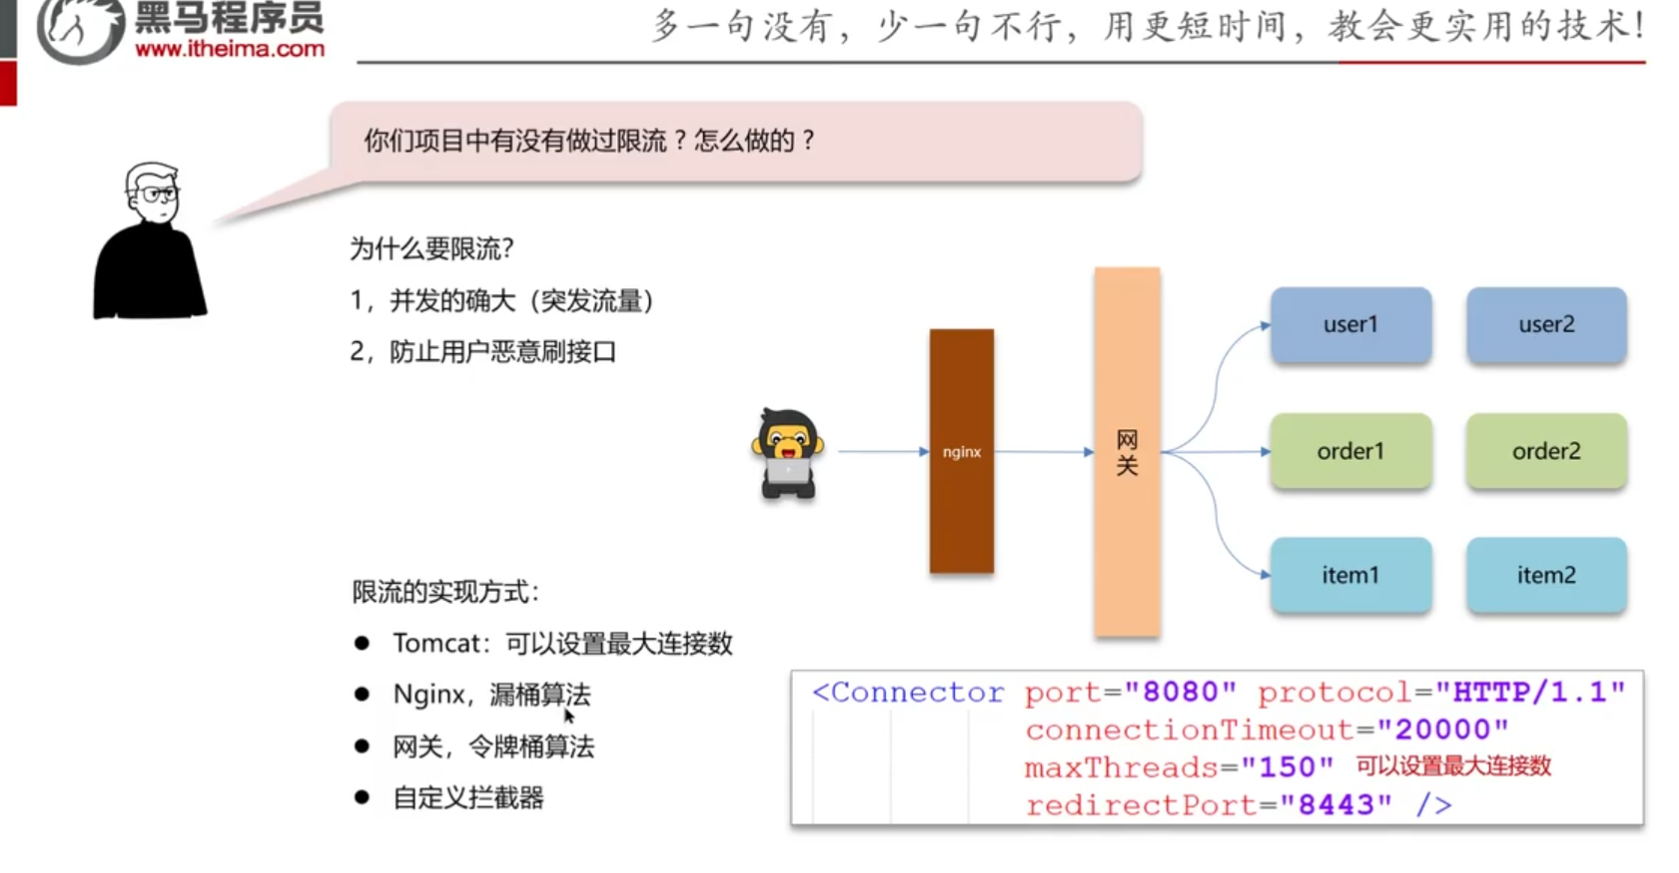 黑马程序员
www.itheima.com
多一句没有，少一句不行，用更短时间，教会更实用的技术！
你们项目中有没有做过限流？怎么做的？
为什么要限流？
1，并发的确大（突发流量）
2，防止用户恶意刷接口
nginx
网关
user1
user2
order1
order2
item1
item2
限流的实现方式：
● Tomcat：可以设置最大连接数
● Nginx，漏桶算法
● 网关，令牌桶算法
● 自定义拦截器
<Connector port="8080" protocol="HTTP/1.1"
connectionTimeout="20000"
maxThreads="150" 可以设置最大连接数
redirectPort="8443" />